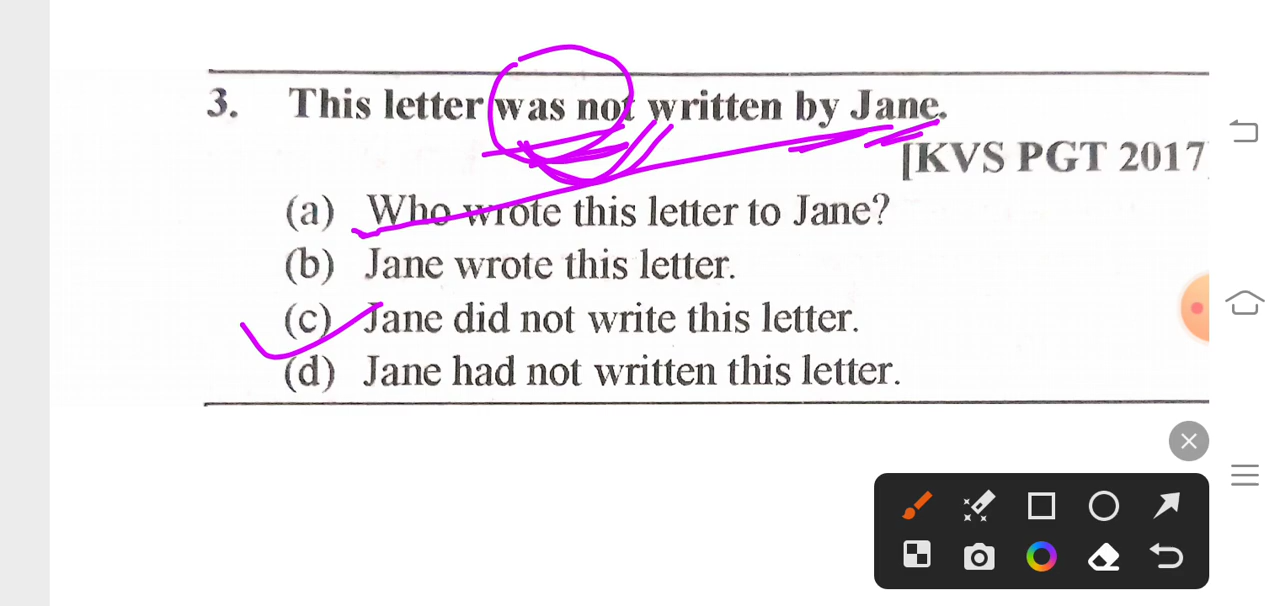 3. This letter was not written by Jane.
[KVS PGT 2017
(a) Who wrote this letter to Jane?
(b) Jane wrote this letter.
(c) Jane did not write this letter.
(d) Jane had not written this letter.